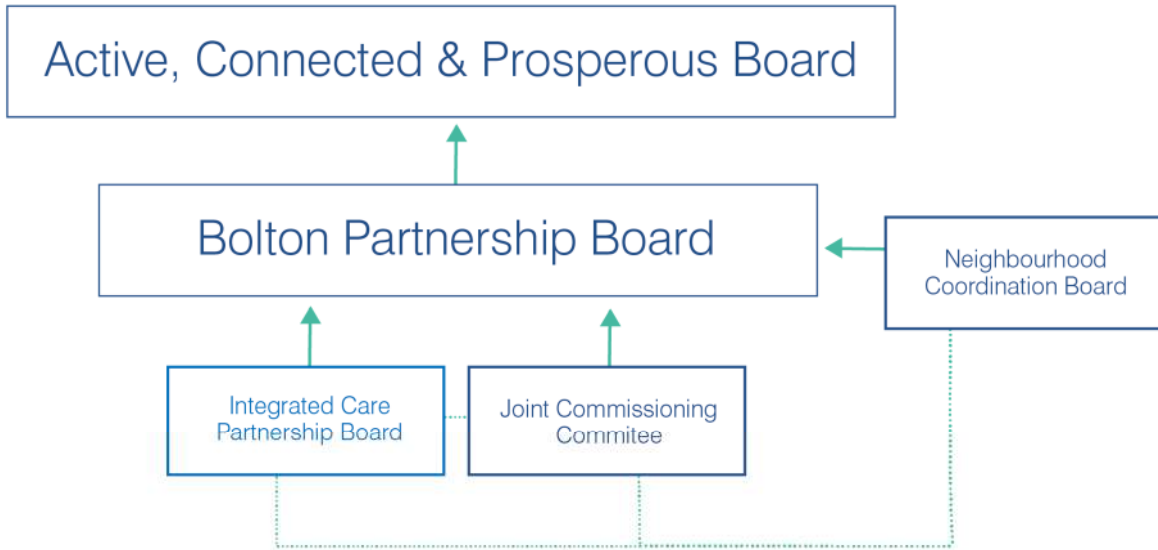 Active, Connected & Prosperous Board
Bolton Partnership Board
Neighbourhood
Coordination Board
Integrated Care
Partnership Board
Joint Commissioning
Commitee